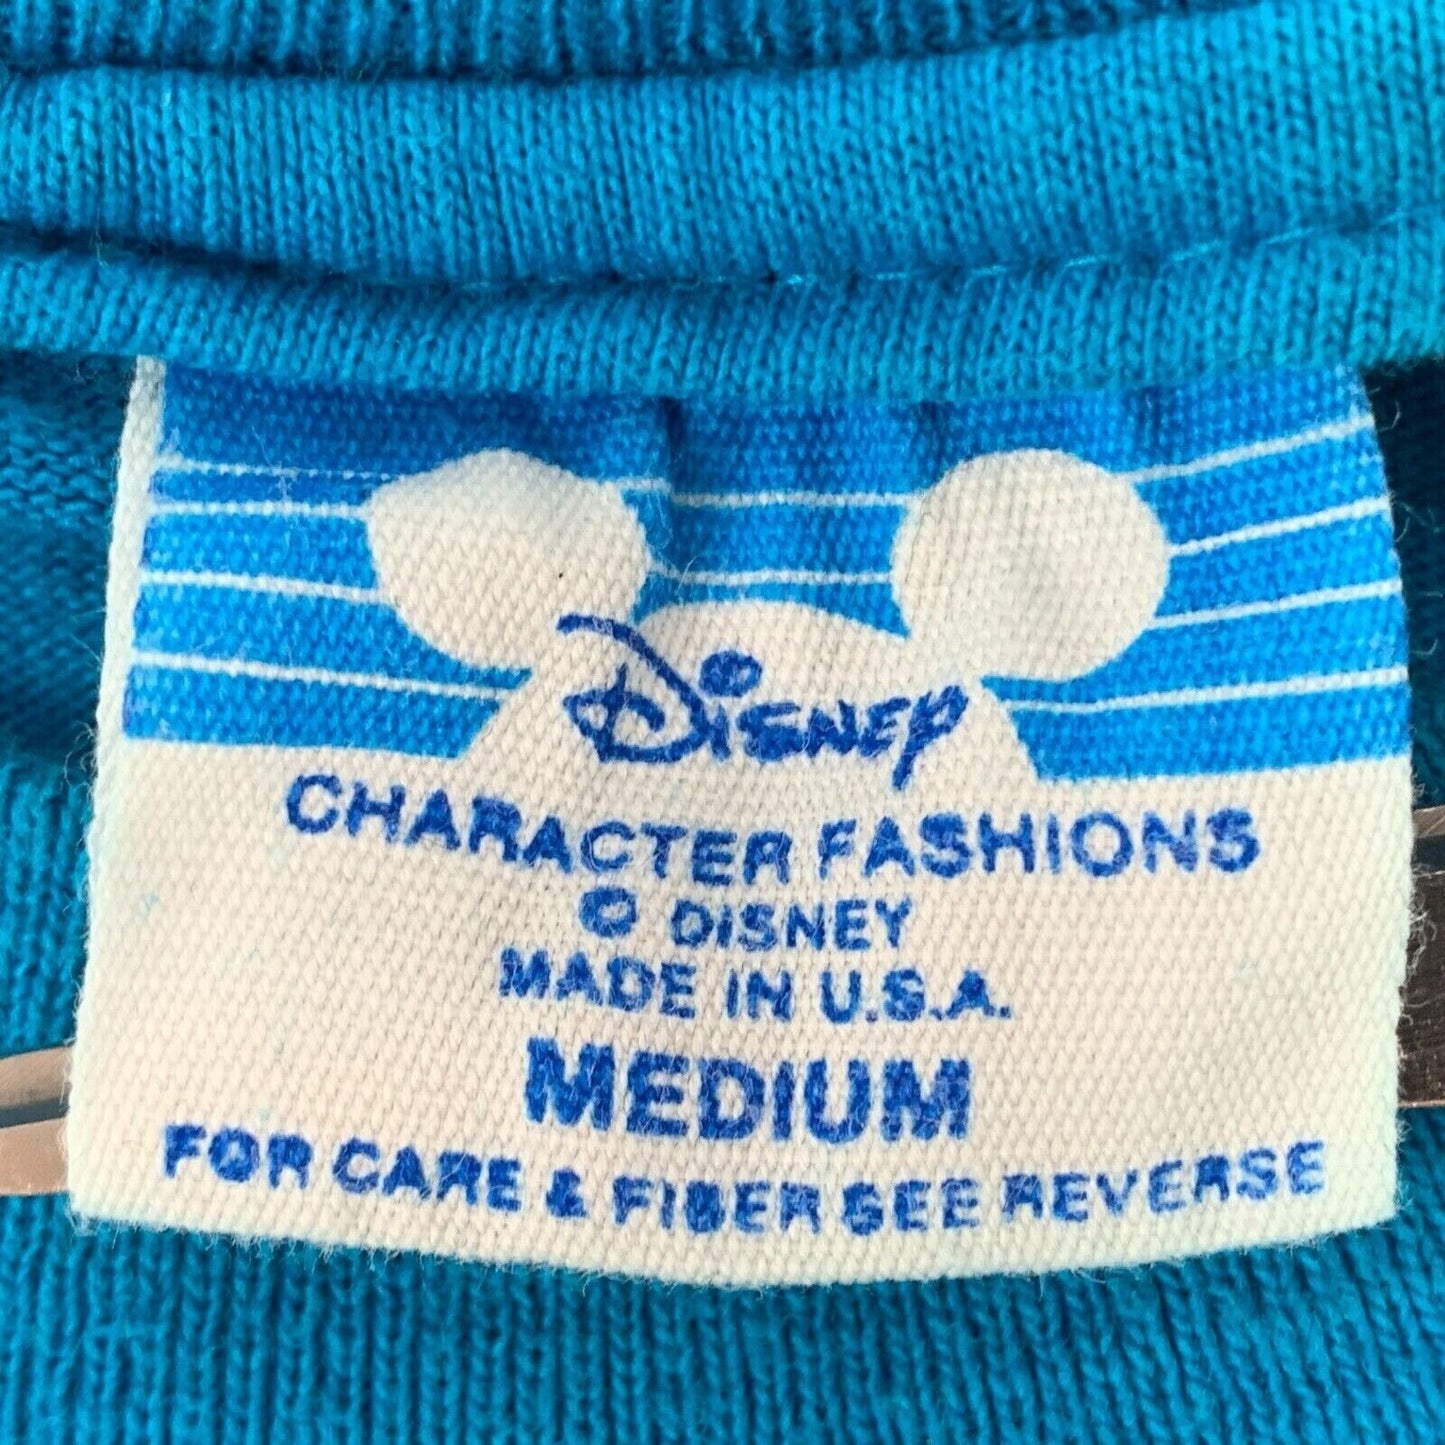 Disney
CHARACTER FASHIONS
© DISNEY
MADE IN U.S.A.
MEDIUM
FOR CARE & FIBER SEE REVERSE